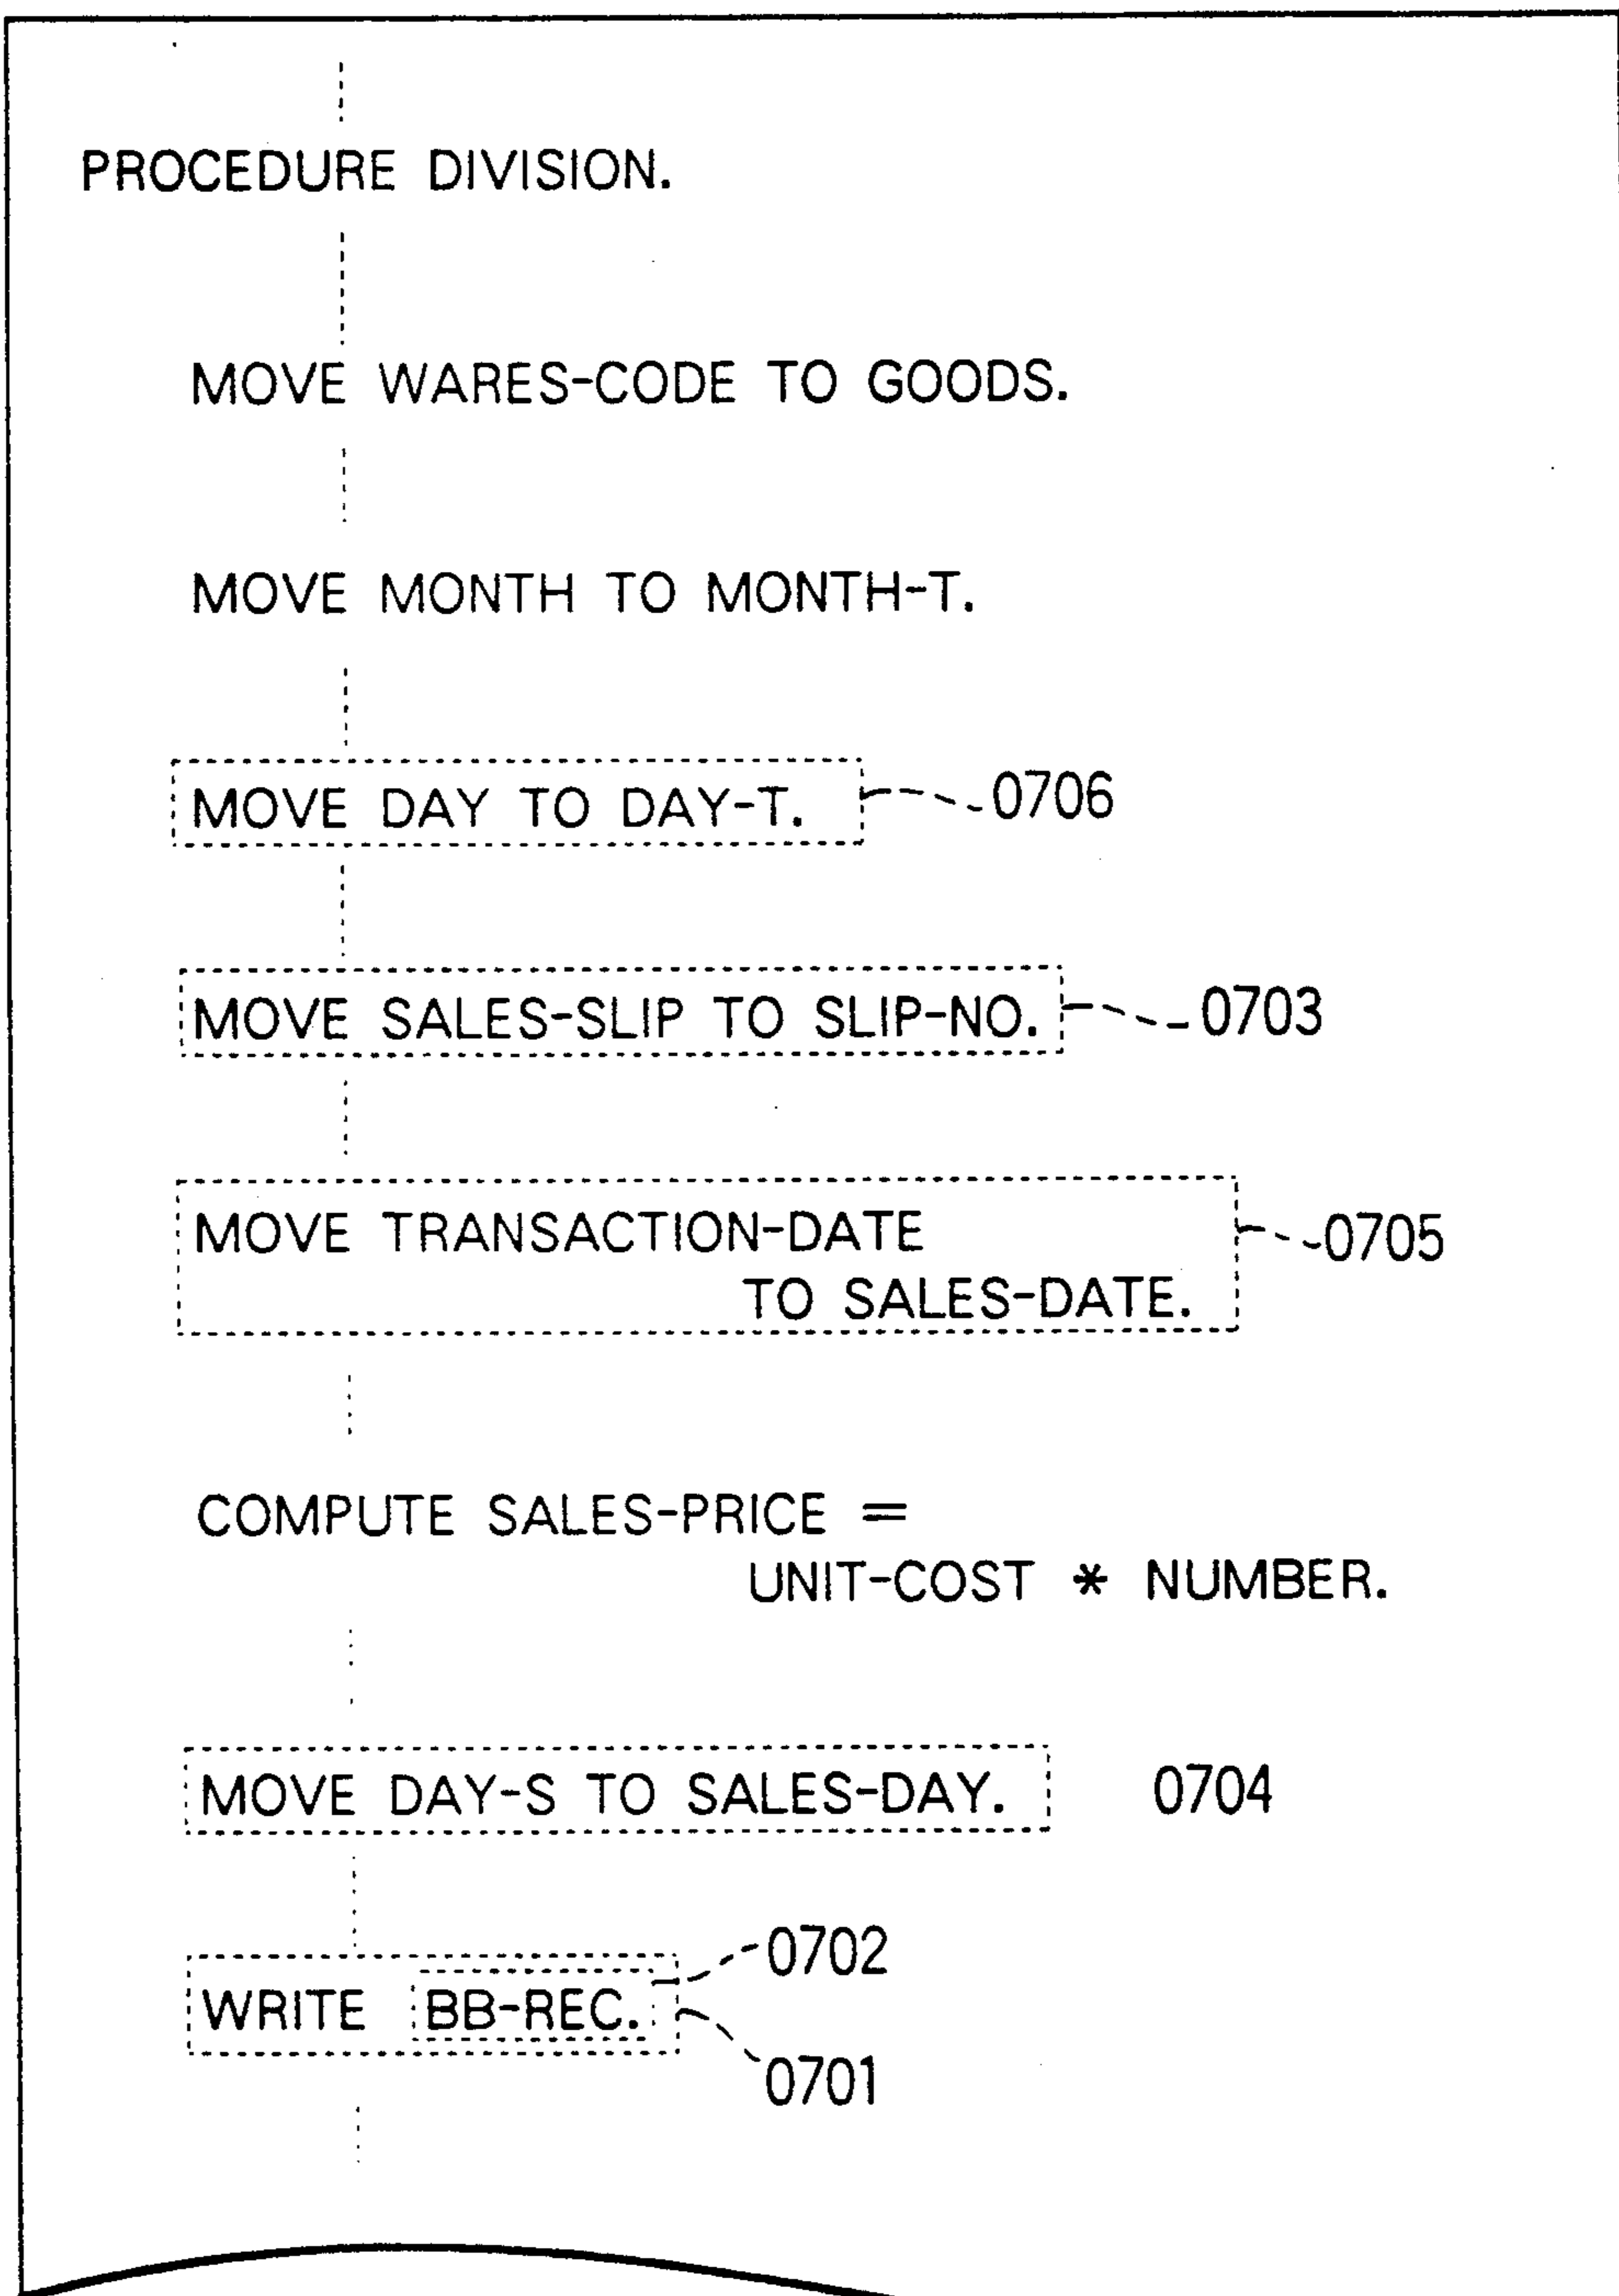 PROCEDURE DIVISION.
MOVE WARES-CODE TO GOODS.
MOVE MONTH TO MONTH-T.
MOVE DAY TO DAY-T. 0706
MOVE SALES-SLIP TO SLIP-NO. 0703
MOVE TRANSACTION-DATE 0705
TO SALES-DATE.
COMPUTE SALES-PRICE =
UNIT-COST * NUMBER.
MOVE DAY-S TO SALES-DAY. 0704
0702
WRITE BB-REC.
0701